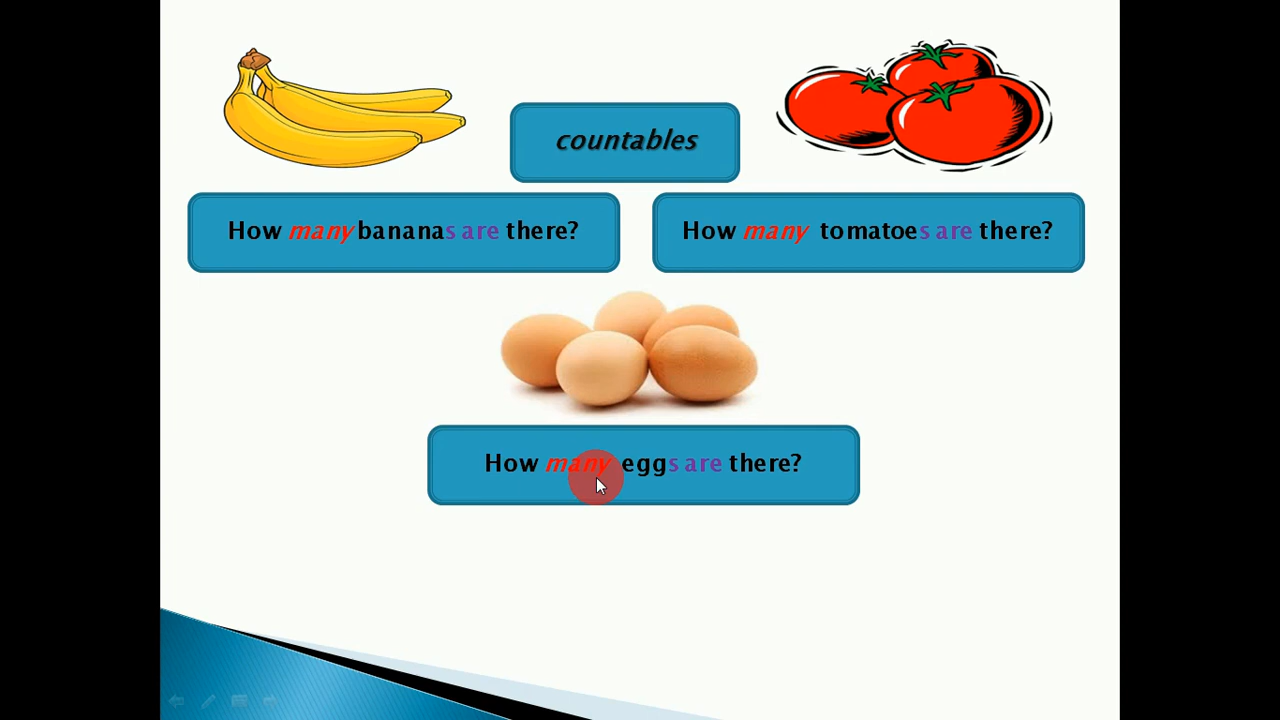 countables
How many bananas are there?
How many tomatoes are there?
How many eggs are there?